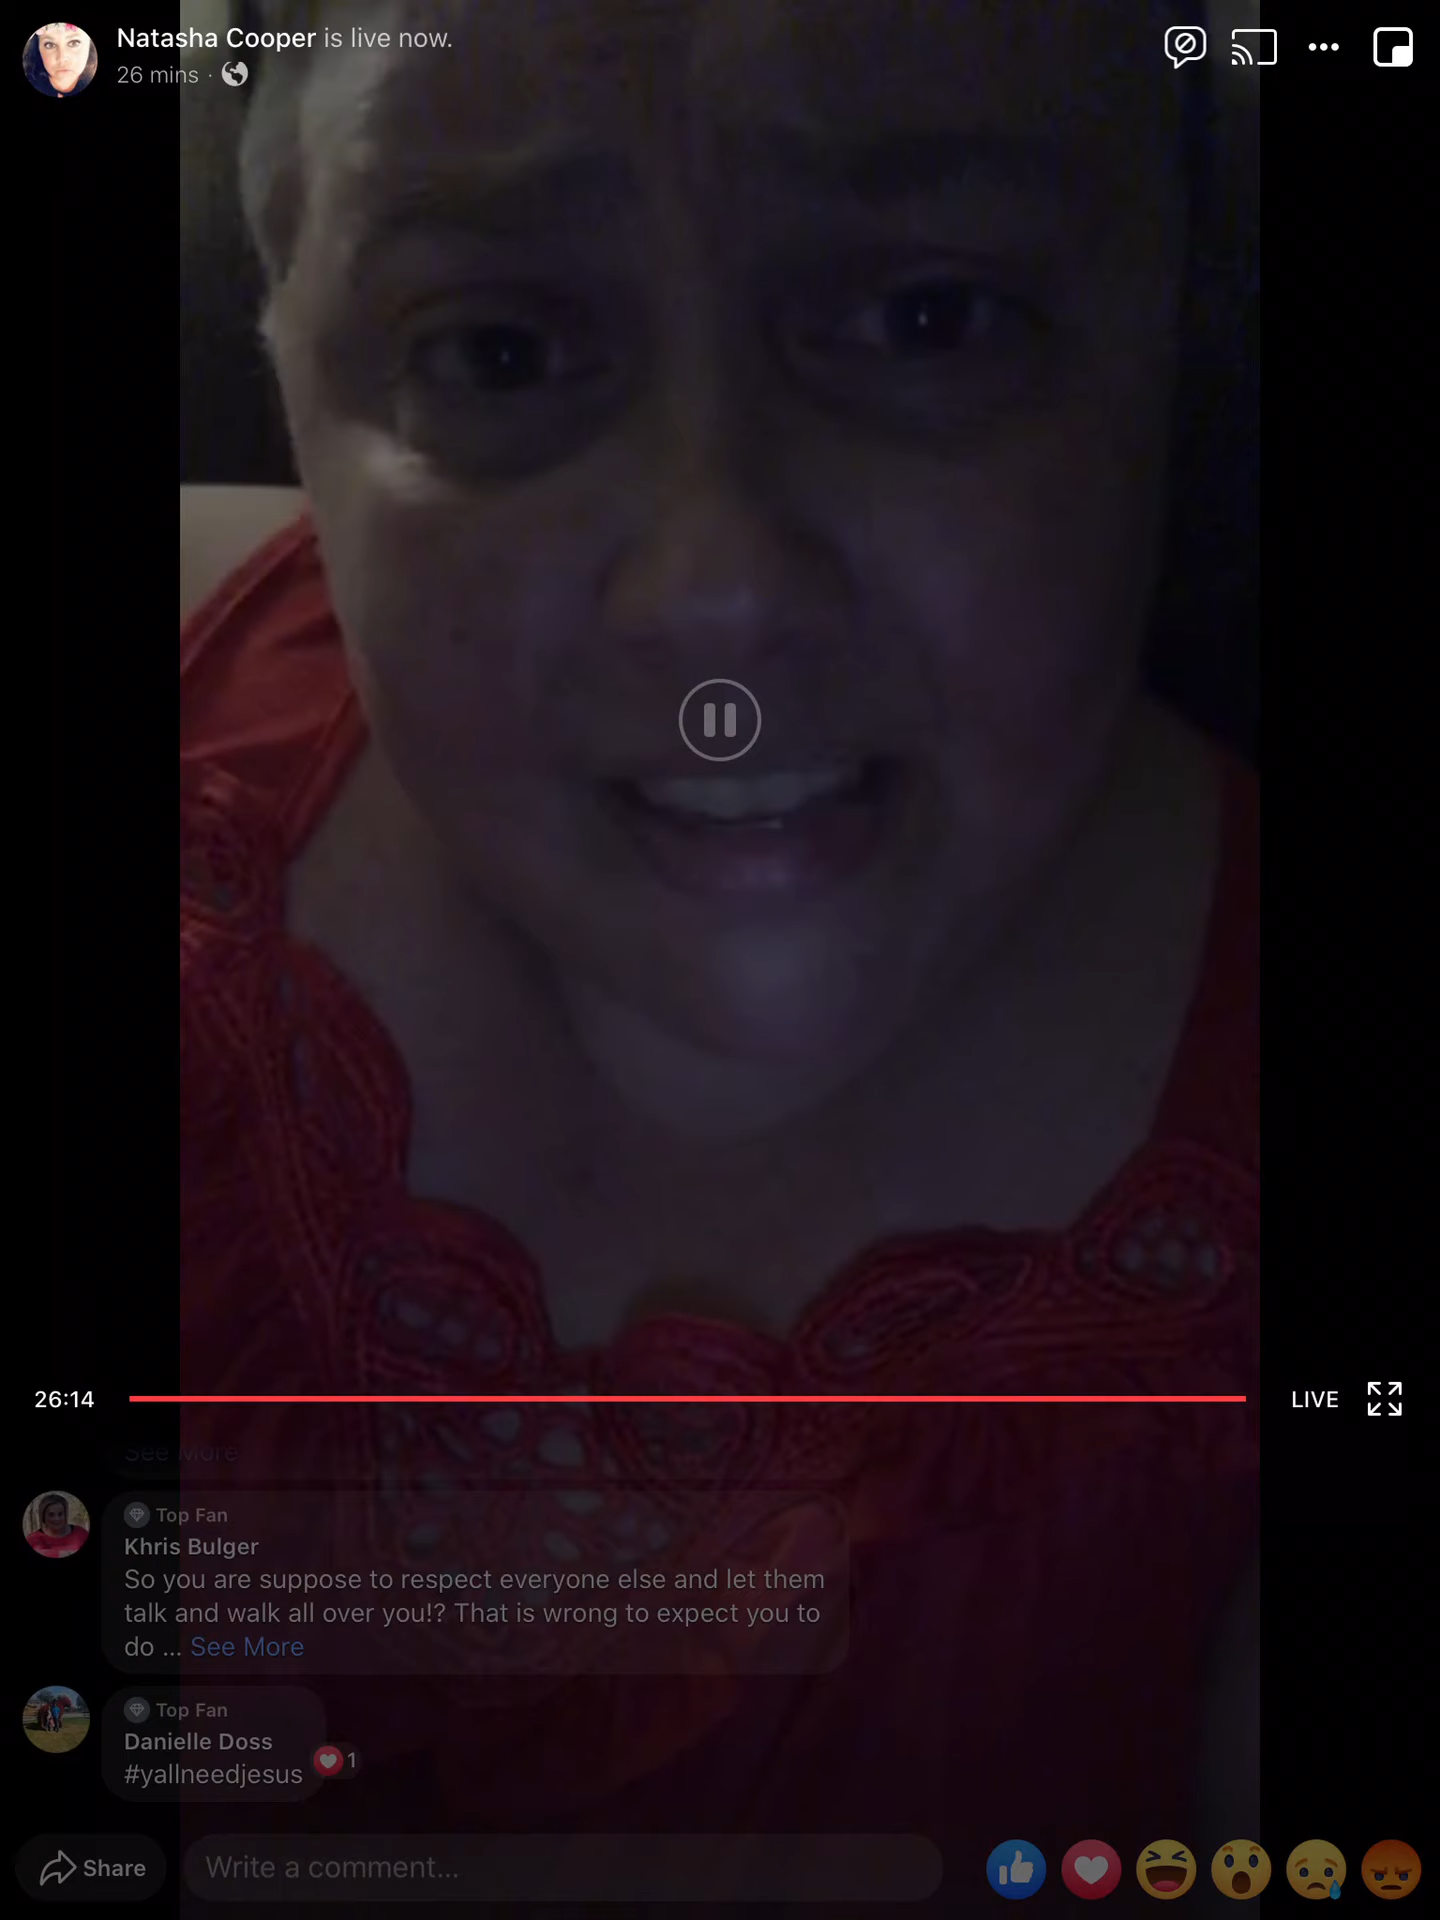 Natasha Cooper is live now.
26 mins ·
26:14
LIVE
See More
Top Fan
Khris Bulger
So you are suppose to respect everyone else and let them
talk and walk all over you!? That is wrong to expect you to
do ... See More
Top Fan
Danielle Doss
#yallneedjesus
1
Share
Write a comment...